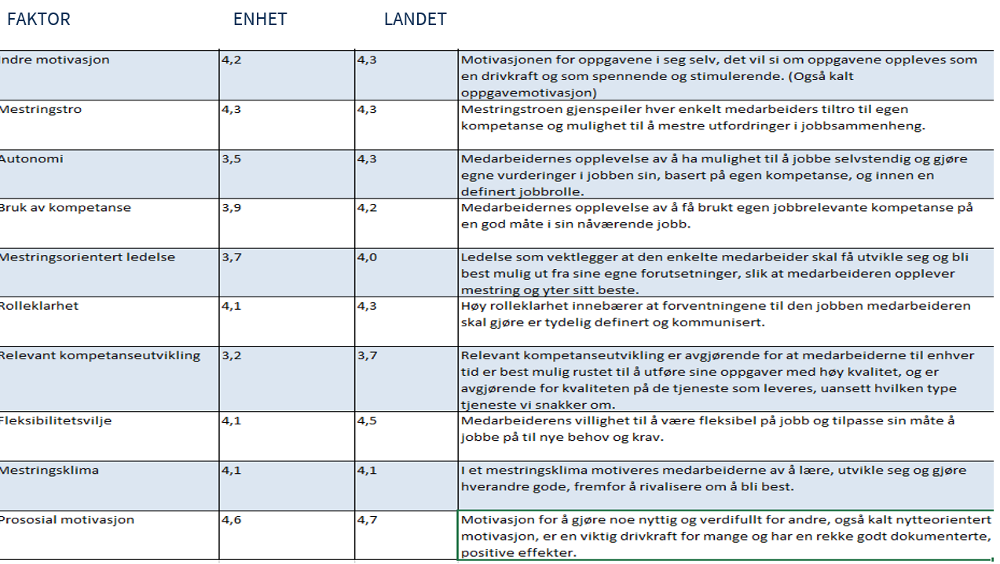 FAKTOR ENHET LANDET
Indre motivasjon 4,2 4,3 Motivasjonen for oppgavene i seg selv, det vil si om oppgavene oppleves som
en drivkraft og som spennende og stimulerende. (Også kalt
oppgavemotivasjon)
Mestringstro 4,3 4,3 Mestringstroen gjenspeiler hver enkelt medarbeiders tiltro til egen
kompetanse og mulighet til å mestre utfordringer i jobbsammenheng.
Autonomi 3,5 4,3 Medarbeidernes opplevelse av å ha mulighet til å jobbe selvstendig og gjøre
egne vurderinger i jobben sin, basert på egen kompetanse, og innen en
definert jobbrolle.
Bruk av kompetanse 3,9 4,2 Medarbeidernes opplevelse av å få brukt egen jobbrelevante kompetanse på
en god måte i sin nåværende jobb.
Mestringsorientert ledelse 3,7 4,0 Ledelse som vektlegger at den enkelte medarbeider skal få utvikle seg og bli
best mulig ut fra sine egne forutsetninger, slik at medarbeideren opplever
mestring og yter sitt beste.
Rolleklarhet 4,1 4,3 Høy rolleklarhet innebærer at forventningene til den jobben medarbeideren
skal gjøre er tydelig definert og kommunisert.
Relevant kompetanseutvikling 3,2 3,7 Relevant kompetanseutvikling er avgjørende for at medarbeiderne til enhver
tid er best mulig rustet til å utføre sine oppgaver med høy kvalitet, og er
avgjørende for kvaliteten på de tjeneste som leveres, uansett hvilken type
tjeneste vi snakker om.
Fleksibilitetsvilje 4,1 4,5 Medarbeiderens villighet til å være fleksibel på jobb og tilpasse sin måte å
jobbe på til nye behov og krav.
Mestringsklima 4,1 4,1 I et mestringsklima motiveres medarbeiderne av å lære, utvikle seg og gjøre
hverandre gode, fremfor å rivalisere om å bli best.
Prososial motivasjon 4,6 4,7 Motivasjon for å gjøre noe nyttig og verdifullt for andre, også kalt nytteorientert
motivasjon, er en viktig drivkraft for mange og har en rekke godt dokumenterte,
positive effekter.